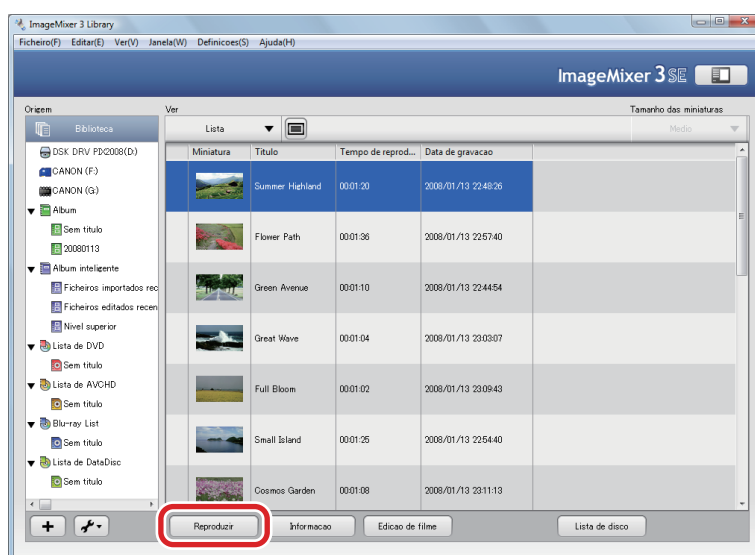 ImageMixer 3 Library
Ficheiro(F) Editar(E) Ver(V) Janela(W) Definicoes(S) Ajuda(H)
ImageMixer 3 SE
Origem Ver Tamanho das miniaturas
Biblioteca Lista Medio
Miniatura Titulo Tempo de reprod... Data de gravacao
DSK DRV PDX2008(D:)
CANON (F:)
CANON (G:)
Album
Sem titulo
20080113
Album inteligente
Ficheiros importados rec
Ficheiros editados recen
Nivel superior
Lista de DVD
Sem titulo
Lista de AVCHD
Sem titulo
Blu-ray List
Sem titulo
Lista de DataDisc
Sem titulo
Summer Highland 00:01:20 2008/01/13 22:48:26
Flower Path 00:01:36 2008/01/13 22:57:40
Green Avenue 00:01:10 2008/01/13 22:44:54
Great Wave 00:01:04 2008/01/13 23:03:07
Full Bloom 00:01:02 2008/01/13 23:09:43
Small Island 00:01:25 2008/01/13 22:54:40
Cosmos Garden 00:01:08 2008/01/13 23:11:13
Reproduzir Informacao Edicao de filme Lista de disco